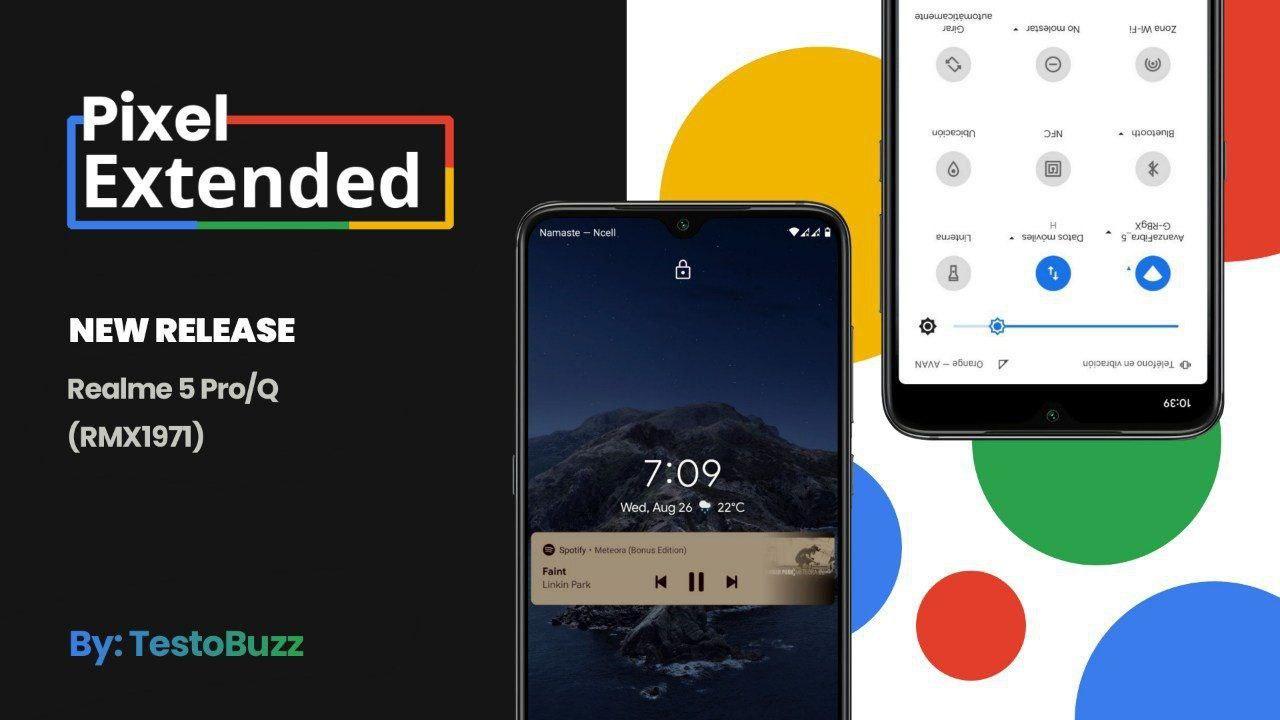 Pixel
Extended
NEW RELEASE
Realme 5 Pro/Q
(RMX1971)
By: TestoBuzz
Namaste — Ncell
7:09
Wed, Aug 26 22°C
Spotify • Meteora (Bonus Edition)
Faint
Linkin Park
10:39
Teléfono en vibración
Orange — AVAN
AvanzaFibra_5
G-RBgX
Datos móviles
H
Linterna
Bluetooth
NFC
Ubicación
Zona Wi-Fi
No molestar
Girar
automáticamente